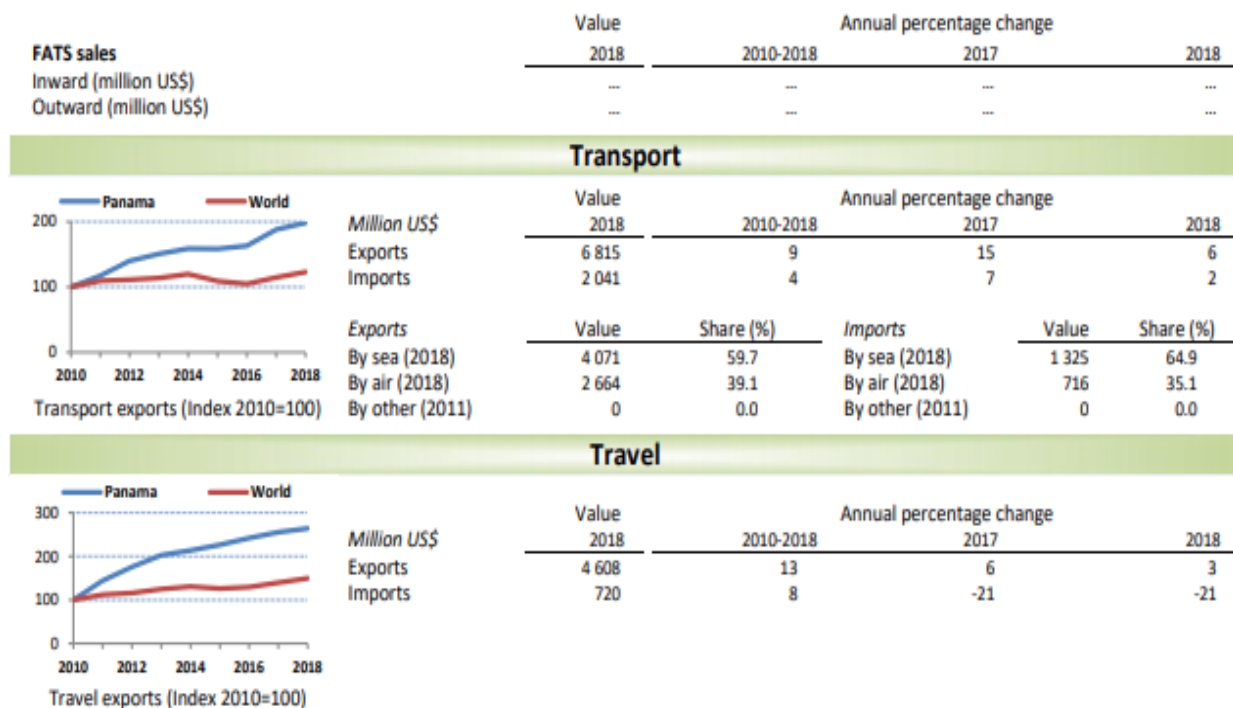 Value Annual percentage change
FATS sales 2018 2010-2018 2017 2018
Inward (million US$) ... ... ... ...
Outward (million US$) ... ... ... ...
Transport
Panama World
200
100
0
2010 2012 2014 2016 2018
Transport exports (Index 2010=100)
Value Annual percentage change
Million US$ 2018 2010-2018 2017 2018
Exports 6 815 9 15 6
Imports 2 041 4 7 2
Exports Value Share (%) Imports Value Share (%)
By sea (2018) 4 071 59.7 By sea (2018) 1 325 64.9
By air (2018) 2 664 39.1 By air (2018) 716 35.1
By other (2011) 0 0.0 By other (2011) 0 0.0
Travel
Panama World
300
200
100
0
2010 2012 2014 2016 2018
Travel exports (Index 2010=100)
Value Annual percentage change
Million US$ 2018 2010-2018 2017 2018
Exports 4 608 13 6 3
Imports 720 8 -21 -21